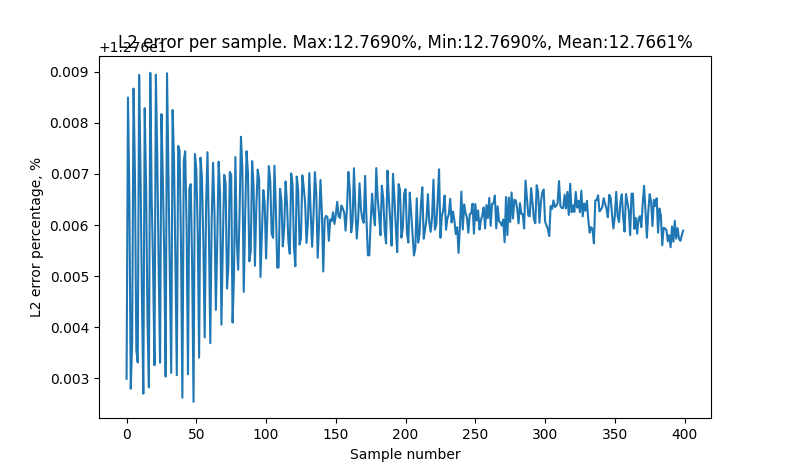 L2 error per sample. Max:12.7690%, Min:12.7690%, Mean:12.7661%
+1.276e1
0.009
0.008
0.007
0.006
0.005
0.004
0.003
L2 error percentage, %
0 50 100 150 200 250 300 350 400
Sample number